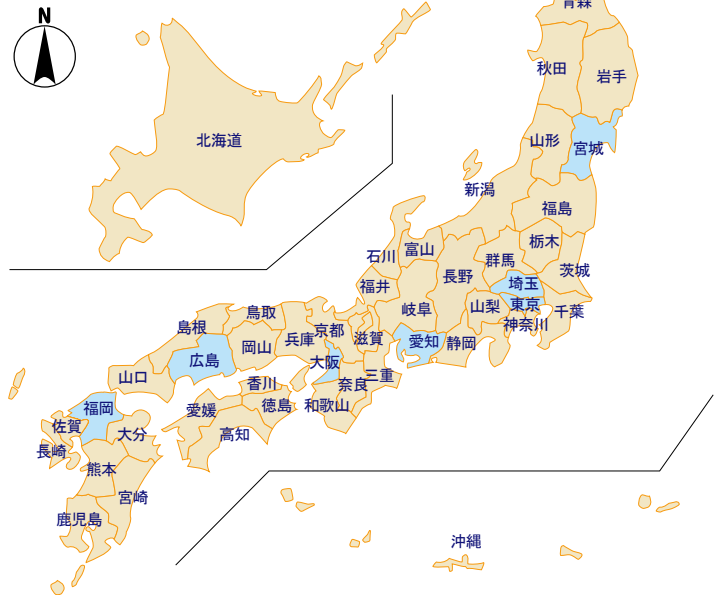 N
青森
秋田
岩手
北海道
山形
宮城
新潟
福島
栃木
石川
富山
群馬
茨城
長野
福井
埼玉
東京
岐阜
山梨
千葉
神奈川
鳥取
島根
京都
兵庫
滋賀
愛知
静岡
岡山
広島
大阪
三重
山口
香川
奈良
福岡
愛媛
徳島
和歌山
佐賀
大分
高知
長崎
熊本
宮崎
鹿児島
沖縄